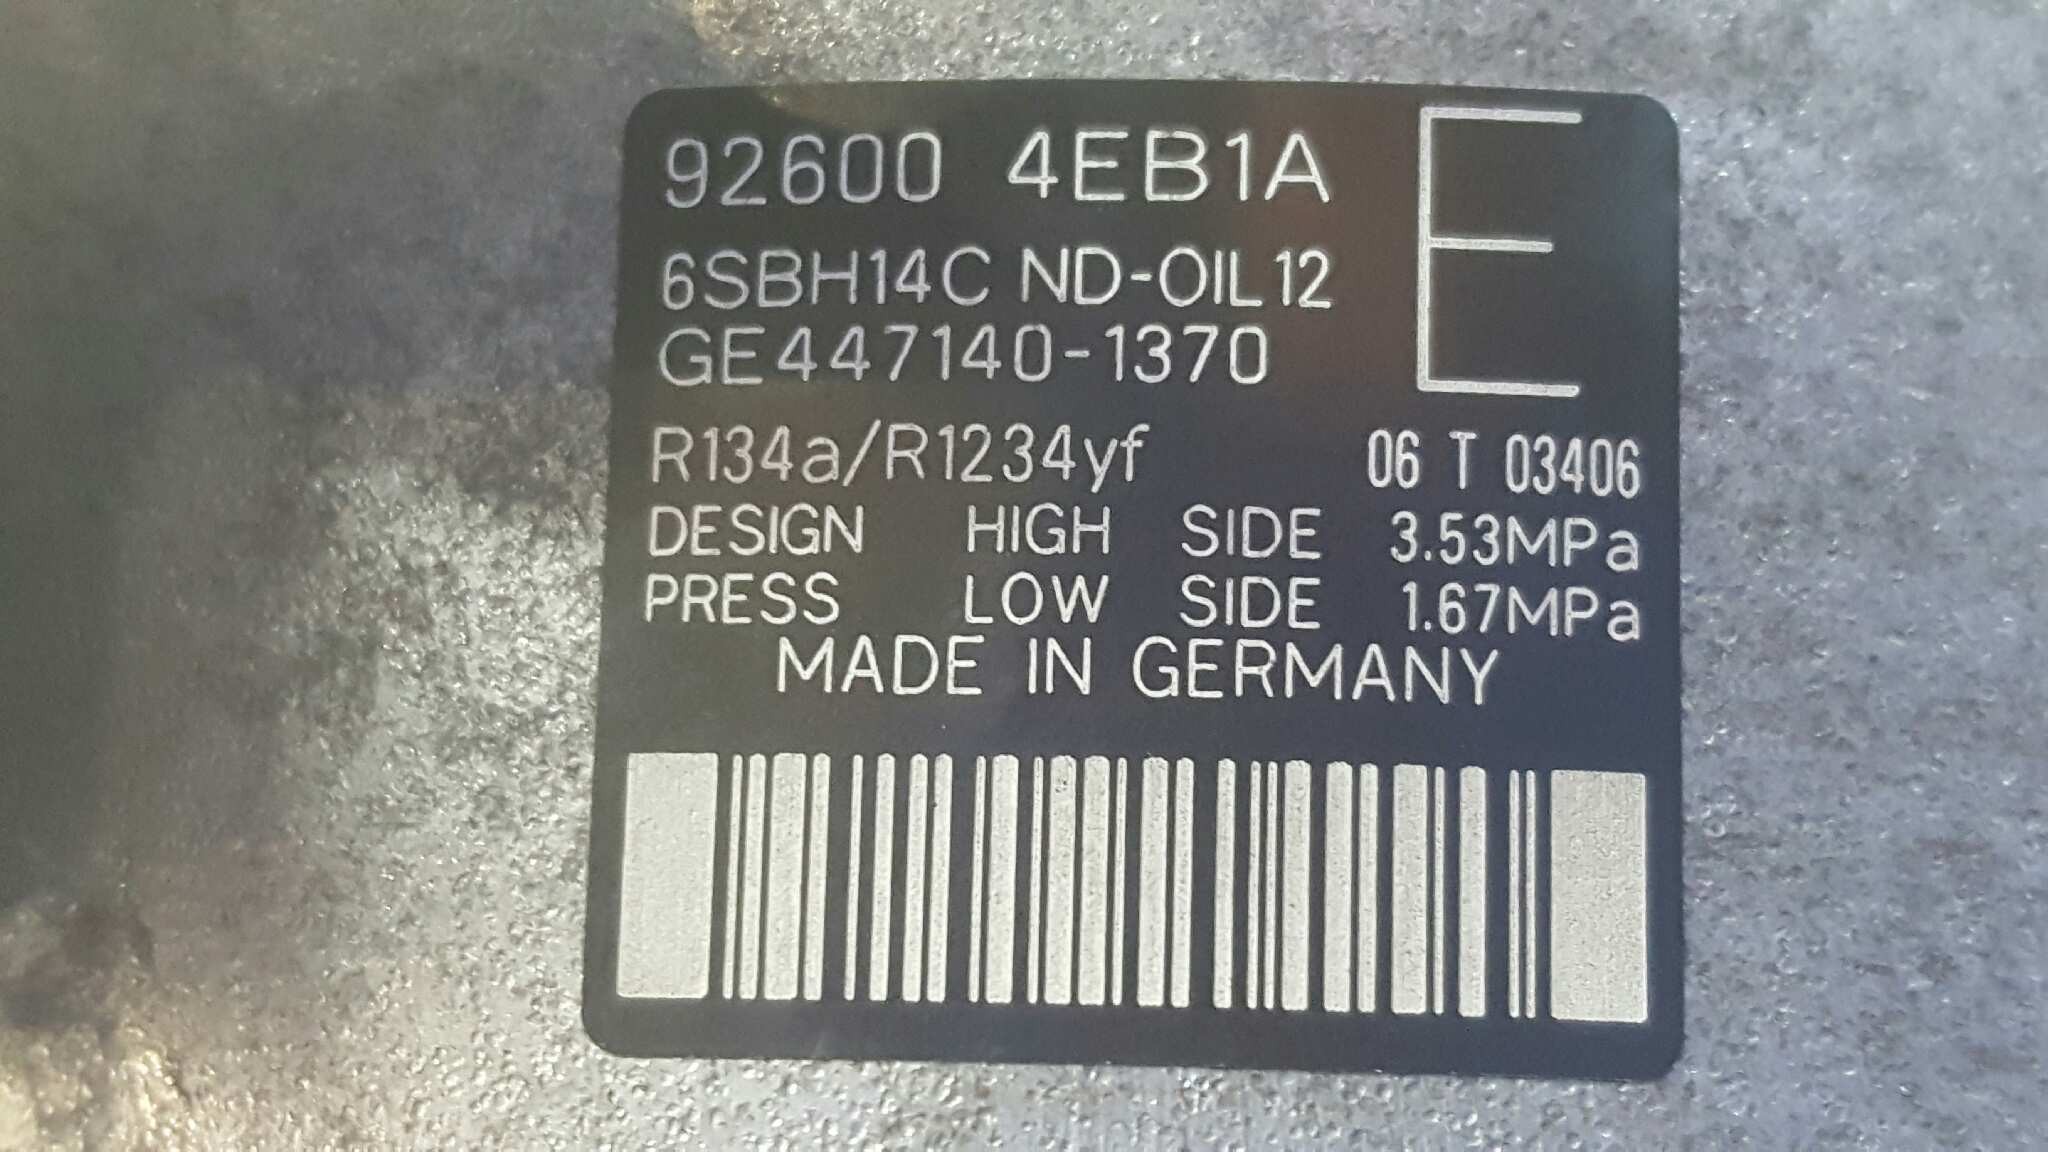 92600 4EB1A E
6SBH14C ND-OIL12
GE447140-1370
R134a/R1234yf 06 T 03406
DESIGN HIGH SIDE 3.53MPa
PRESS LOW SIDE 1.67MPa
MADE IN GERMANY